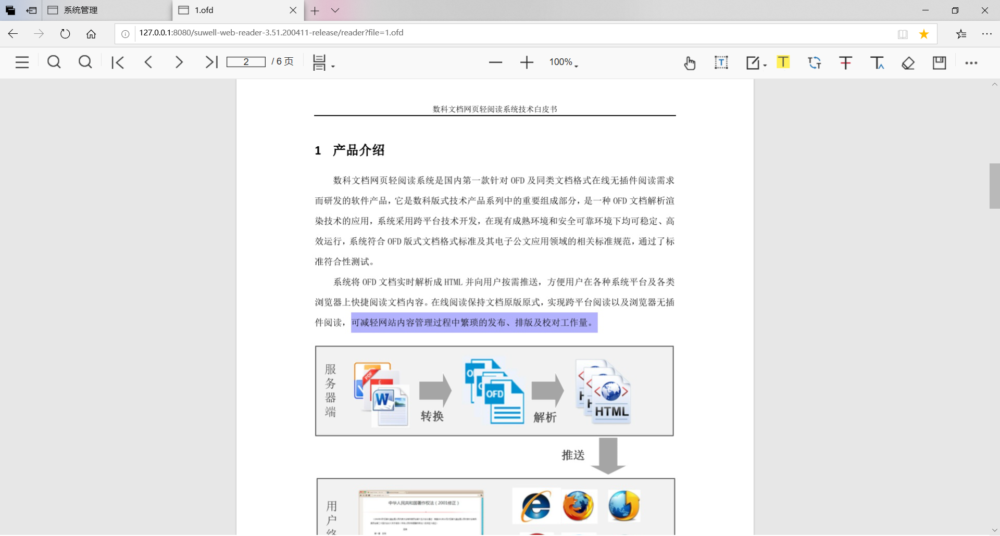 系统管理
1.ofd
127.0.0.1:8080/suwell-web-reader-3.51.200411-release/reader?file=1.ofd
2 / 6 页
100%
数科文档网页轻阅读系统技术白皮书
1 产品介绍
数科文档网页轻阅读系统是国内第一款针对 OFD 及同类文档格式在线无插件阅读需求
而研发的软件产品，它是数科版式技术产品系列中的重要组成部分，是一种 OFD 文档解析渲
染技术的应用，系统采用跨平台技术开发，在现有成熟环境和安全可靠环境下均可稳定、高
效运行，系统符合 OFD 版式文档格式标准及其电子公文应用领域的相关标准规范，通过了标
准符合性测试。
系统将 OFD 文档实时解析成 HTML 并向用户按需推送，方便用户在各种系统平台及各类
浏览器上快捷阅读文档内容。在线阅读保持文档原版原式，实现跨平台阅读以及浏览器无插
件阅读，可减轻网站内容管理过程中繁琐的发布、排版及校对工作量。
服务器端
PDF
W
转换
OFD
解析
HTML
推送
用户
中华人民共和国著作权法（2001修正）